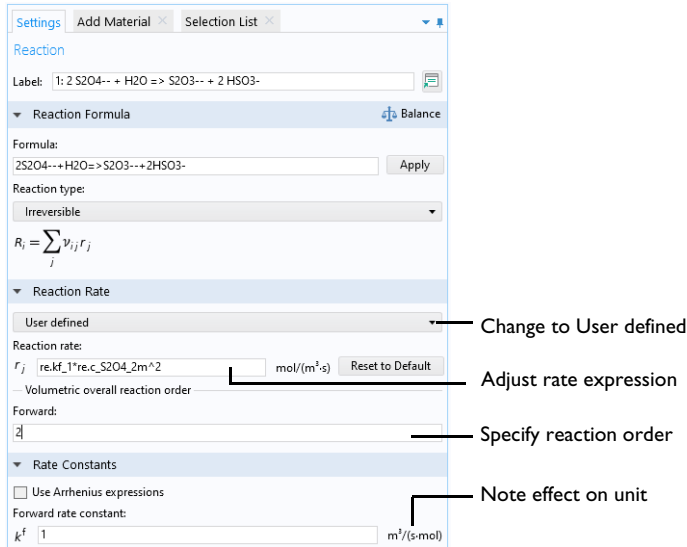 Settings Add Material Selection List
Reaction
Label: 1: 2 S2O4-- + H2O => S2O3-- + 2 HSO3-
Reaction Formula Balance
Formula:
2S2O4--+H2O=>S2O3--+2HSO3- Apply
Reaction type:
Irreversible
R_i = ∑_j ν_ij r_j
Reaction Rate
User defined Change to User defined
Reaction rate:
r_j re.kf_1*re.c_S2O4_2m^2 mol/(m³·s) Reset to Default
Adjust rate expression
Volumetric overall reaction order
Forward:
2 Specify reaction order
Rate Constants
Use Arrhenius expressions Note effect on unit
Forward rate constant:
k^f 1 m³/(s·mol)